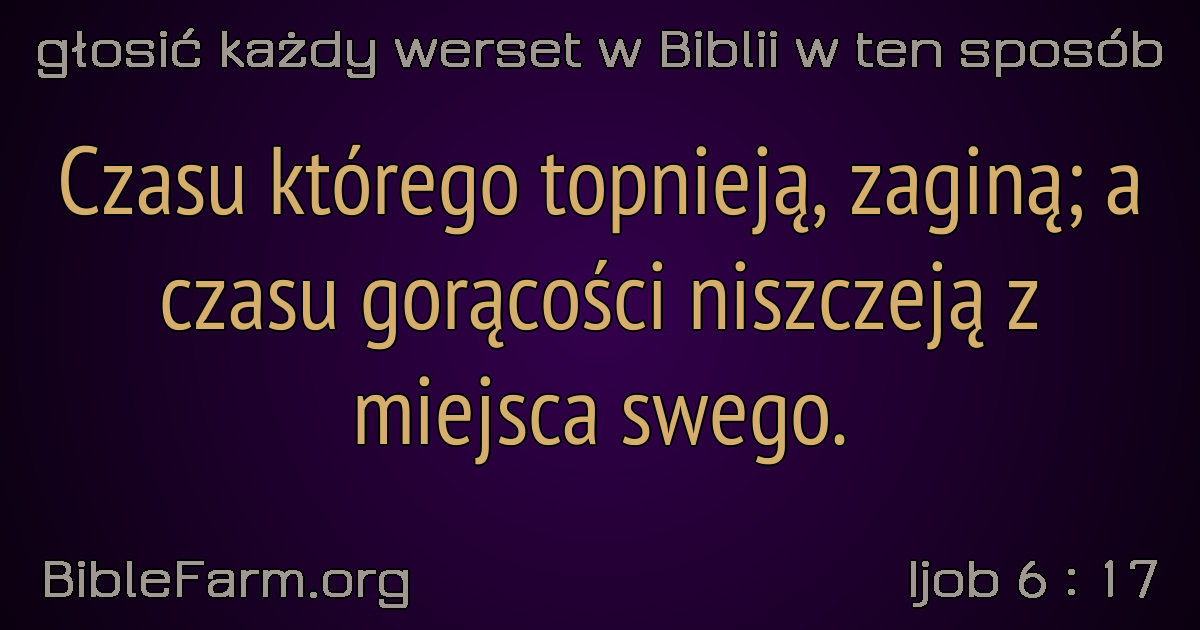 głosić każdy werset w Biblii w ten sposób
Czasu którego topnieją, zaginą; a
czasu gorącości niszczeją z
miejsca swego.
BibleFarm.org
Ijob 6 : 17